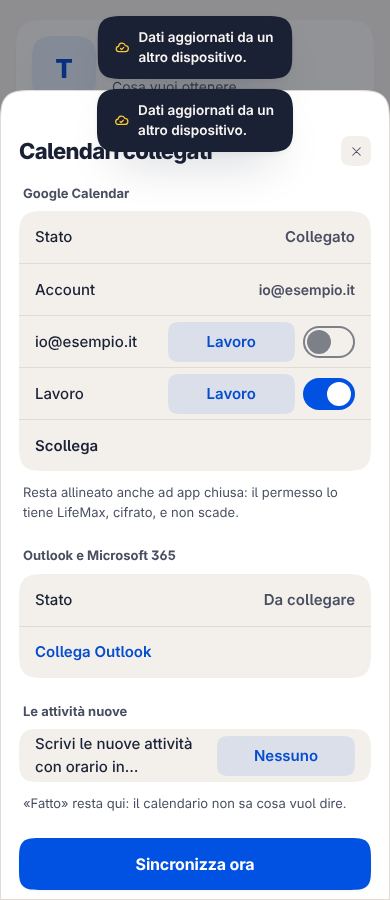 T
Dati aggiornati da un
altro dispositivo.
Cosa vuoi ottenere
Dati aggiornati da un
altro dispositivo.
Calendari collegati
Google Calendar
Stato Collegato
Account io@esempio.it
io@esempio.it Lavoro
Lavoro Lavoro
Scollega
Resta allineato anche ad app chiusa: il permesso lo
tiene LifeMax, cifrato, e non scade.
Outlook e Microsoft 365
Stato Da collegare
Collega Outlook
Le attività nuove
Scrivi le nuove attività
con orario in... Nessuno
«Fatto» resta qui: il calendario non sa cosa vuol dire.
Sincronizza ora